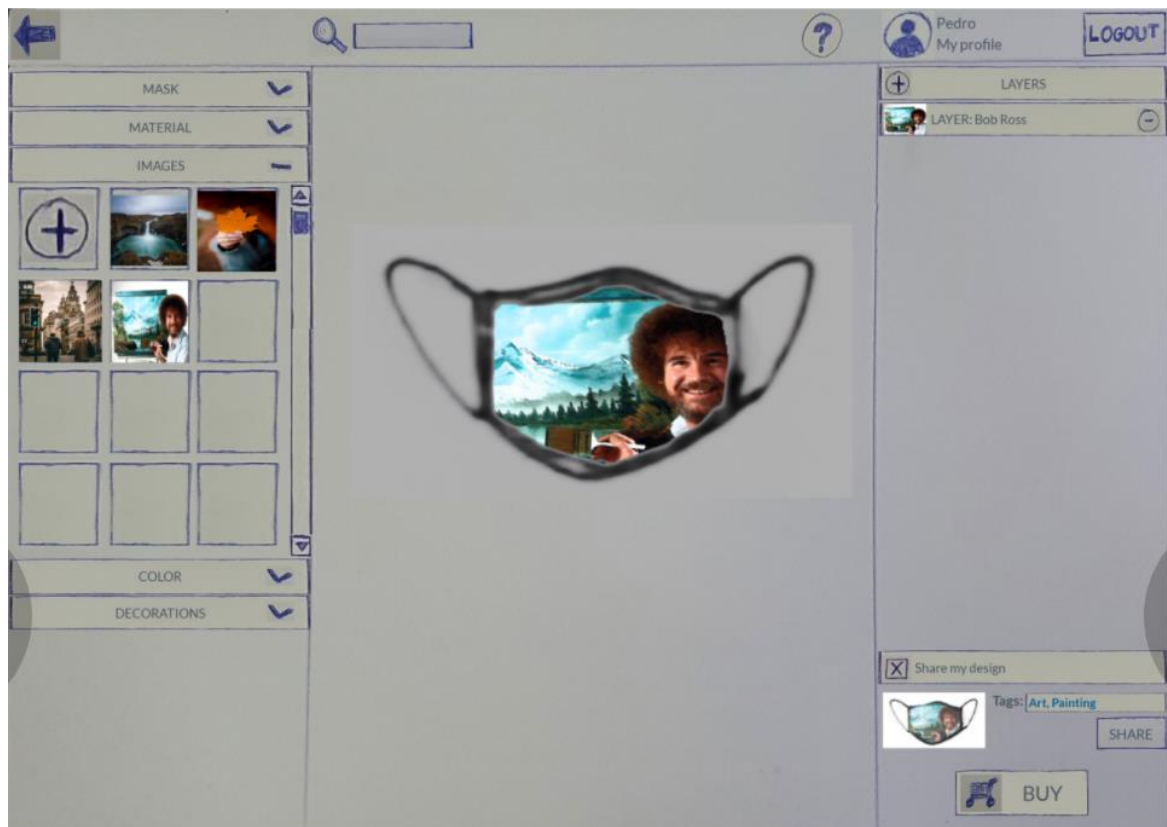 ?
Pedro
My profile
LOGOUT
MASK
MATERIAL
IMAGES
COLOR
DECORATIONS
LAYERS
LAYER: Bob Ross
X Share my design
Tags: Art, Painting
SHARE
BUY